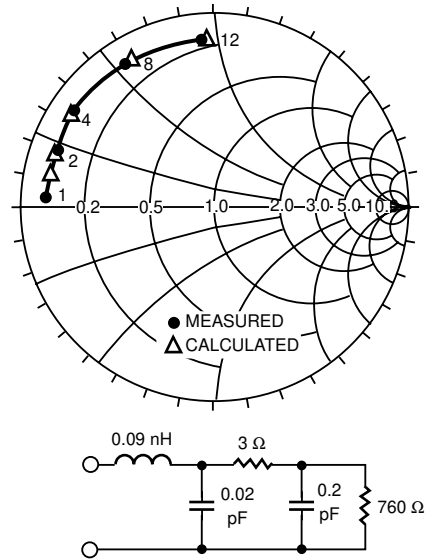 12
8
4
2
1
0.2 0.5 1.0 2.0 3.0 5.0 10.0
MEASURED
CALCULATED
0.09 nH
3 Ω
0.02
pF
0.2
pF
760 Ω